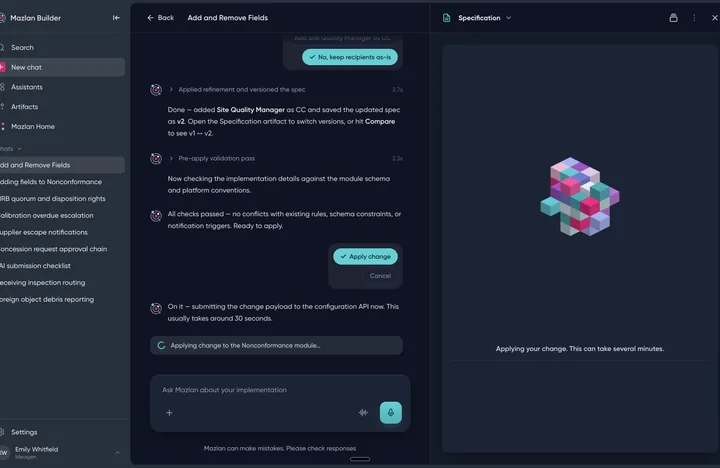 Mazlan Builder
Search
New chat
Assistants
Artifacts
Mazlan Home
hats
dd and Remove Fields
dding fields to Nonconformance
RB quorum and disposition rights
alibration overdue escalation
upplier escape notifications
oncession request approval chain
AI submission checklist
eceiving inspection routing
oreign object debris reporting
Settings
EW
Emily Whitfield
Meagen
Back
Add and Remove Fields
Add Site Quality Manager as CC
No, keep recipients as-is
Applied refinement and versioned the spec
2.7s
Done — added Site Quality Manager as CC and saved the updated spec
as v2. Open the Specification artifact to switch versions, or hit Compare
to see v1 ↔ v2.
Pre-apply validation pass
2.3s
Now checking the implementation details against the module schema
and platform conventions.
All checks passed — no conflicts with existing rules, schema constraints, or
notification triggers. Ready to apply.
Apply change
Cancel
On it — submitting the change payload to the configuration API now. This
usually takes around 30 seconds.
Applying change to the Nonconformance module...
Ask Mazlan about your implementation
Mazlan can make mistakes. Please check responses
Specification
Applying your change. This can take several minutes.